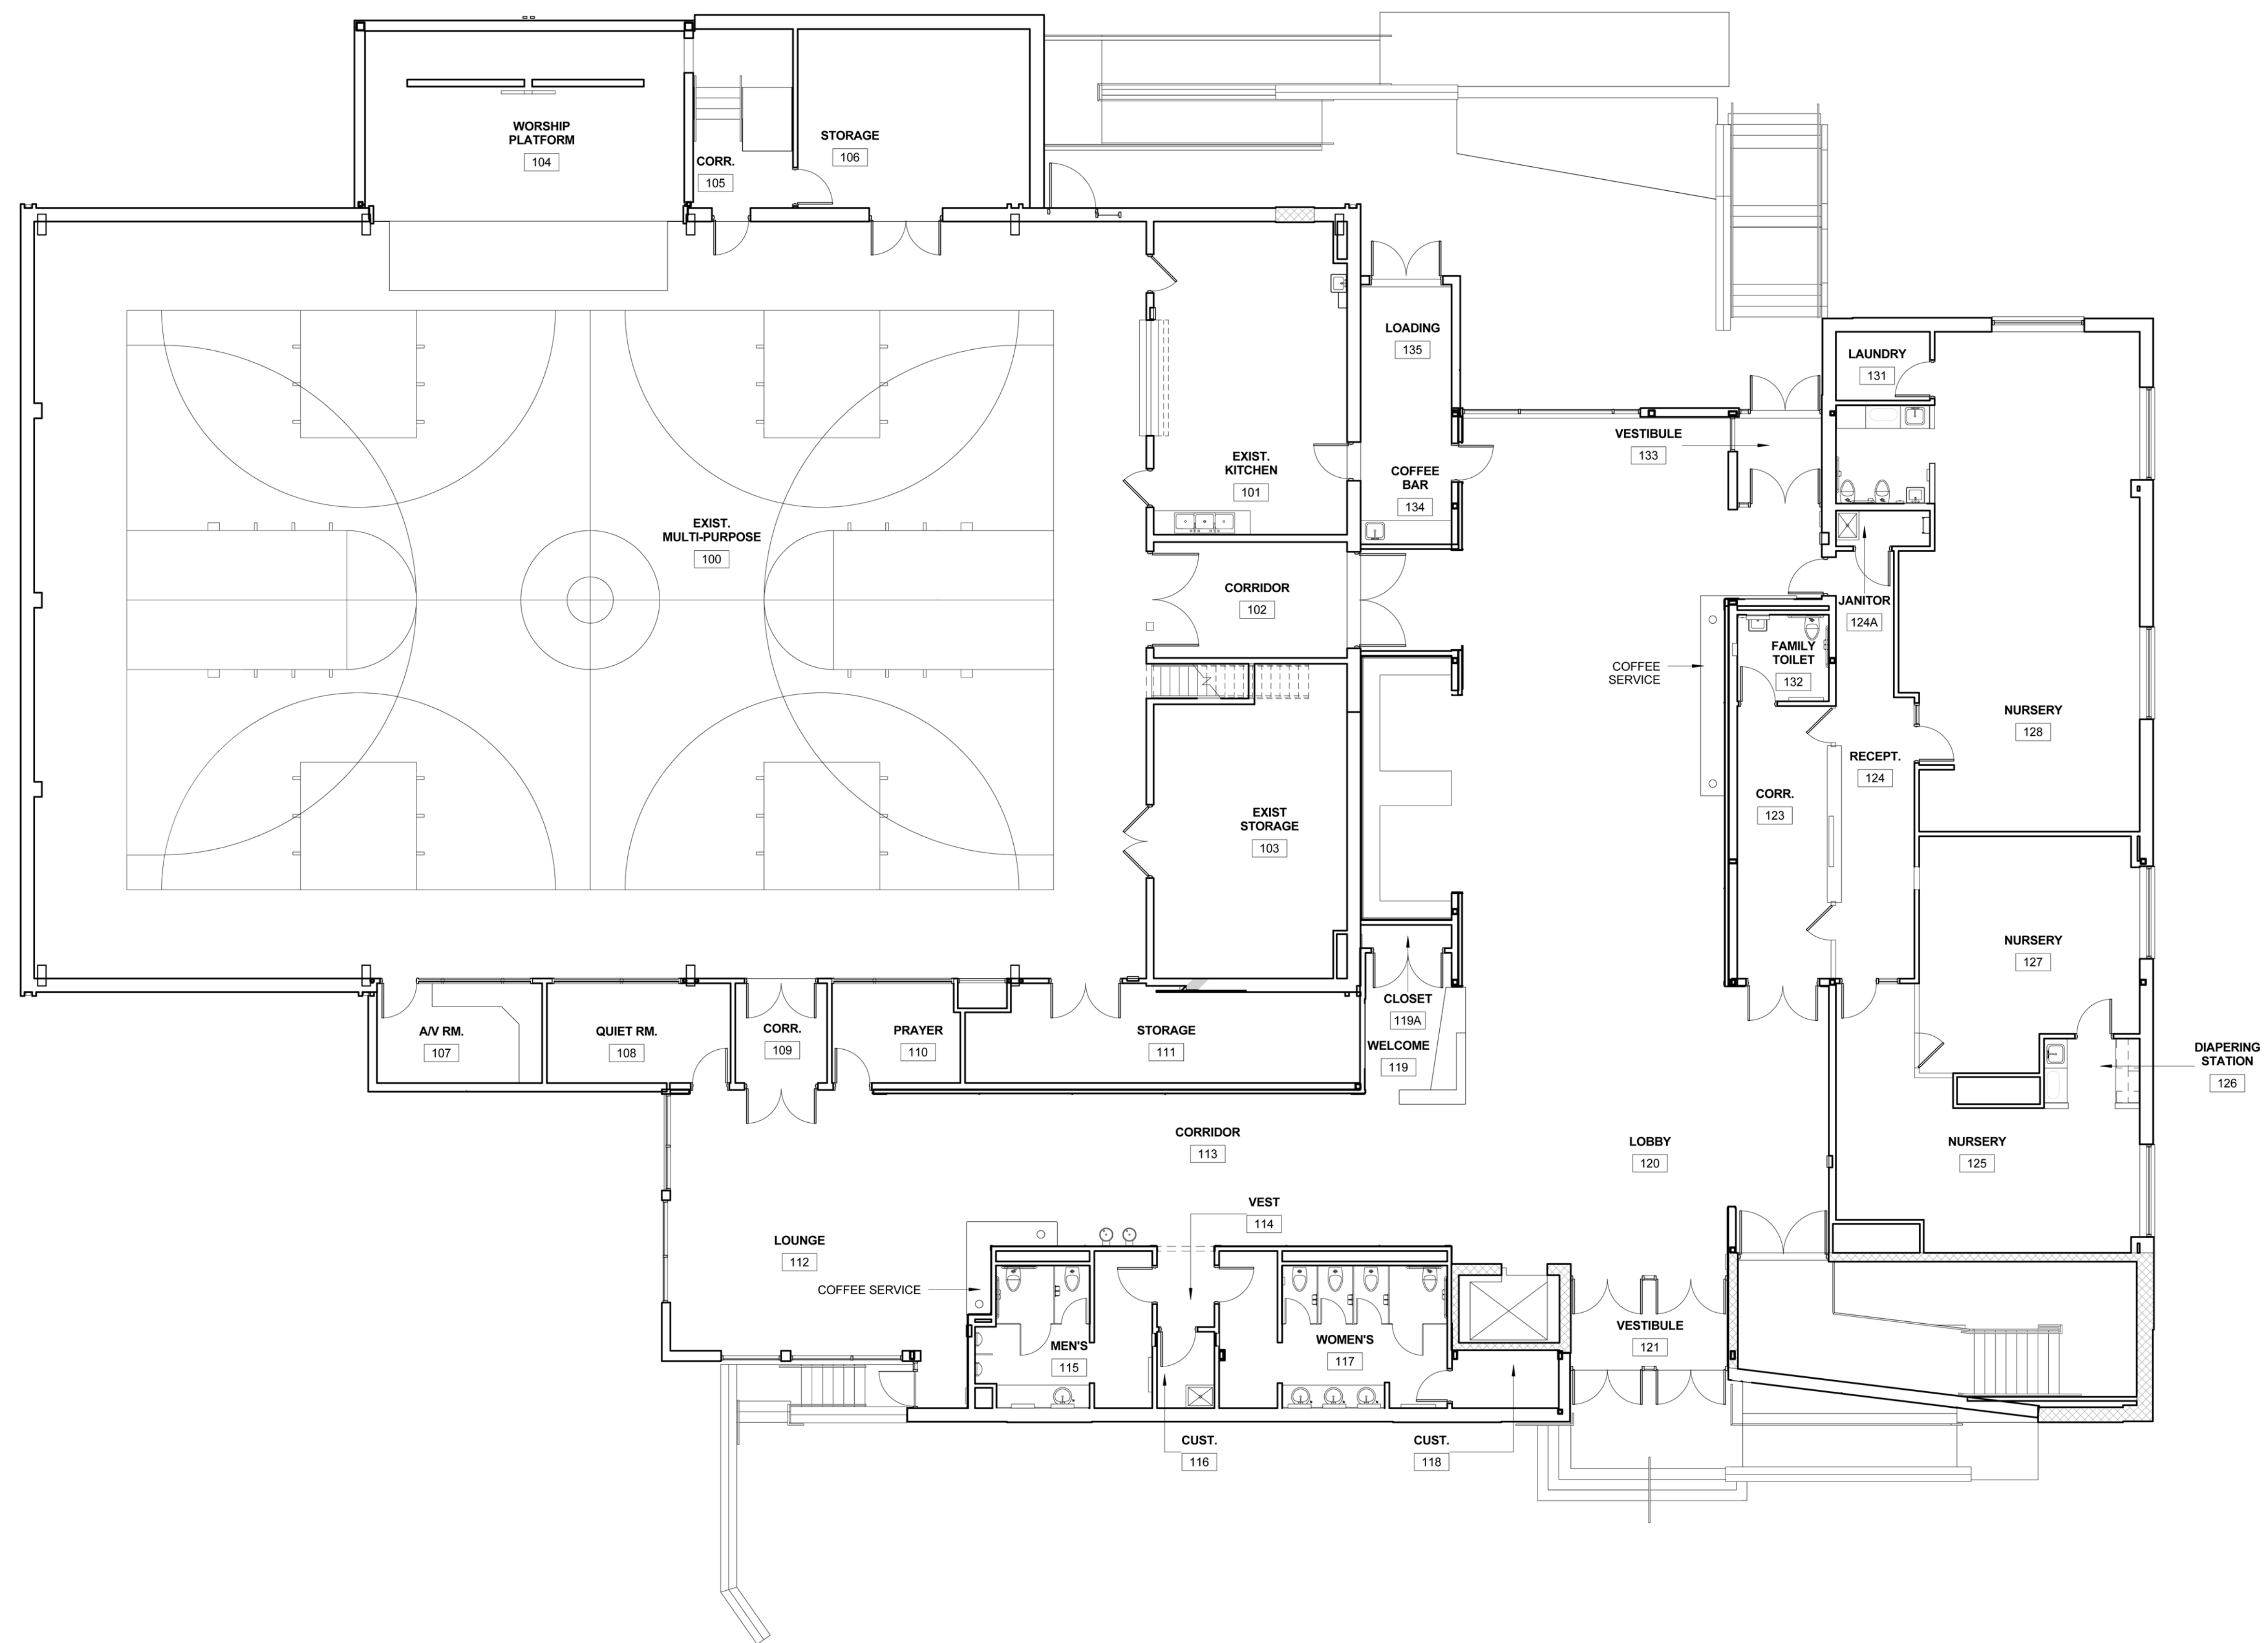 WORSHIP
PLATFORM
104
STORAGE
106
CORR.
105
LOADING
135
LAUNDRY
131
VESTIBULE
133
EXIST.
KITCHEN
101
COFFEE
BAR
134
EXIST.
MULTI-PURPOSE
100
CORRIDOR
102
JANITOR
124A
FAMILY
TOILET
132
COFFEE
SERVICE
NURSERY
128
RECEPT.
124
CORR.
123
EXIST
STORAGE
103
NURSERY
127
CLOSET
119A
WELCOME
119
A/V RM.
107
QUIET RM.
108
CORR.
109
PRAYER
110
STORAGE
111
DIAPERING
STATION
126
CORRIDOR
113
LOBBY
120
NURSERY
125
VEST
114
LOUNGE
112
COFFEE SERVICE
MEN'S
115
WOMEN'S
117
VESTIBULE
121
CUST.
116
CUST.
118